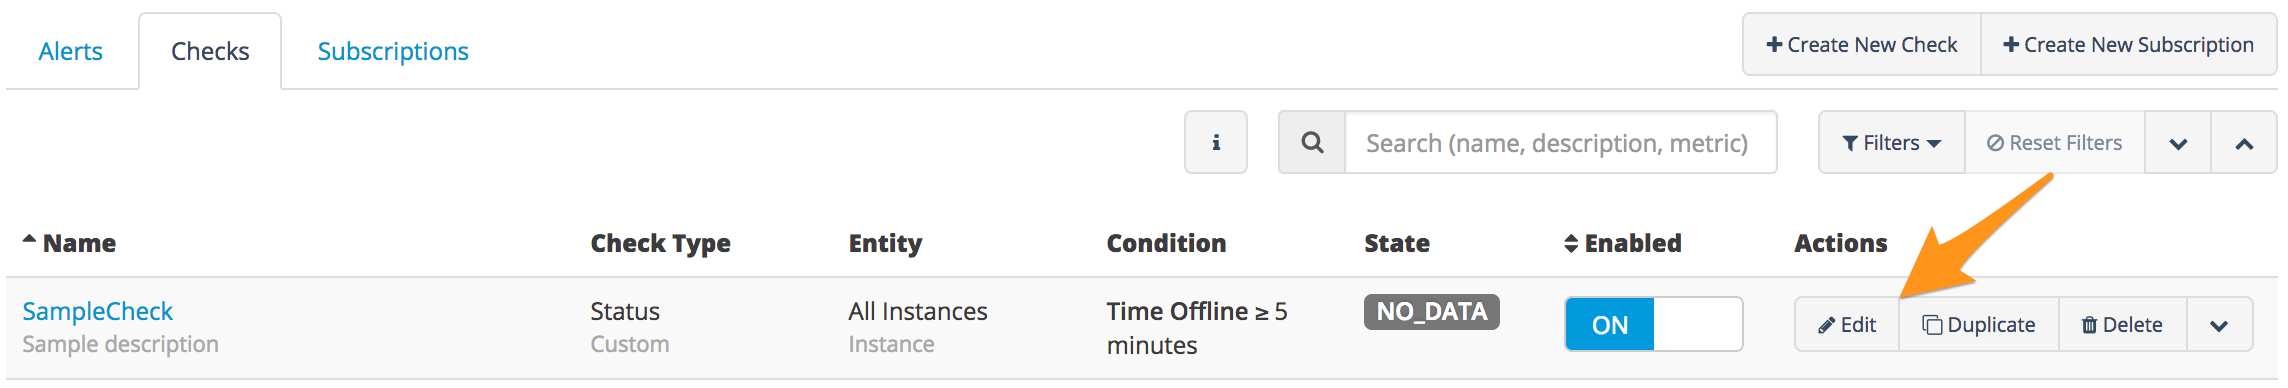 Alerts Checks Subscriptions Create New Check Create New Subscription
Search (name, description, metric) Filters Reset Filters
Name Check Type Entity Condition State Enabled Actions
SampleCheck Status All Instances Time Offline ≥ 5 NO_DATA ON Edit Duplicate Delete
Sample description Custom Instance minutes